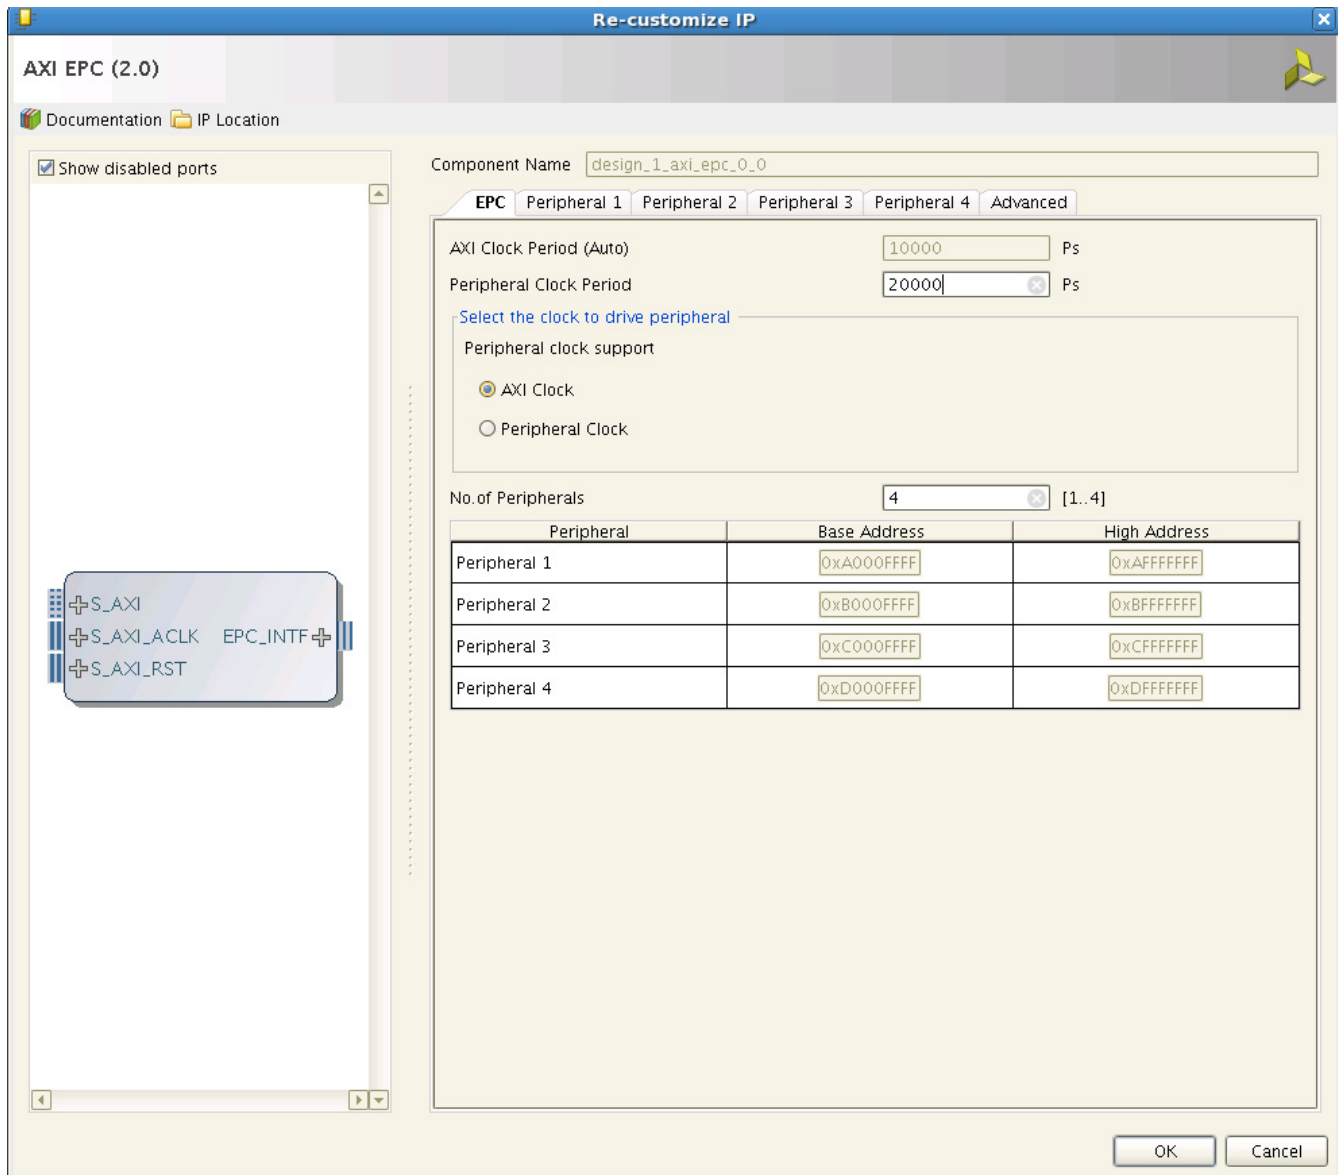 Re-customize IP
AXI EPC (2.0)
Documentation IP Location
Show disabled ports
S_AXI
S_AXI_ACLK EPC_INTF
S_AXI_RST
Component Name design_1_axi_epc_0_0
EPC Peripheral 1 Peripheral 2 Peripheral 3 Peripheral 4 Advanced
AXI Clock Period (Auto) 10000 Ps
Peripheral Clock Period 20000 Ps
Select the clock to drive peripheral
Peripheral clock support
AXI Clock
Peripheral Clock
No.of Peripherals 4 [1..4]
Peripheral Base Address High Address
Peripheral 1 0xA000FFFF 0xAFFFFFFF
Peripheral 2 0xB000FFFF 0xBFFFFFFF
Peripheral 3 0xC000FFFF 0xCFFFFFFF
Peripheral 4 0xD000FFFF 0xDFFFFFFF
OK Cancel